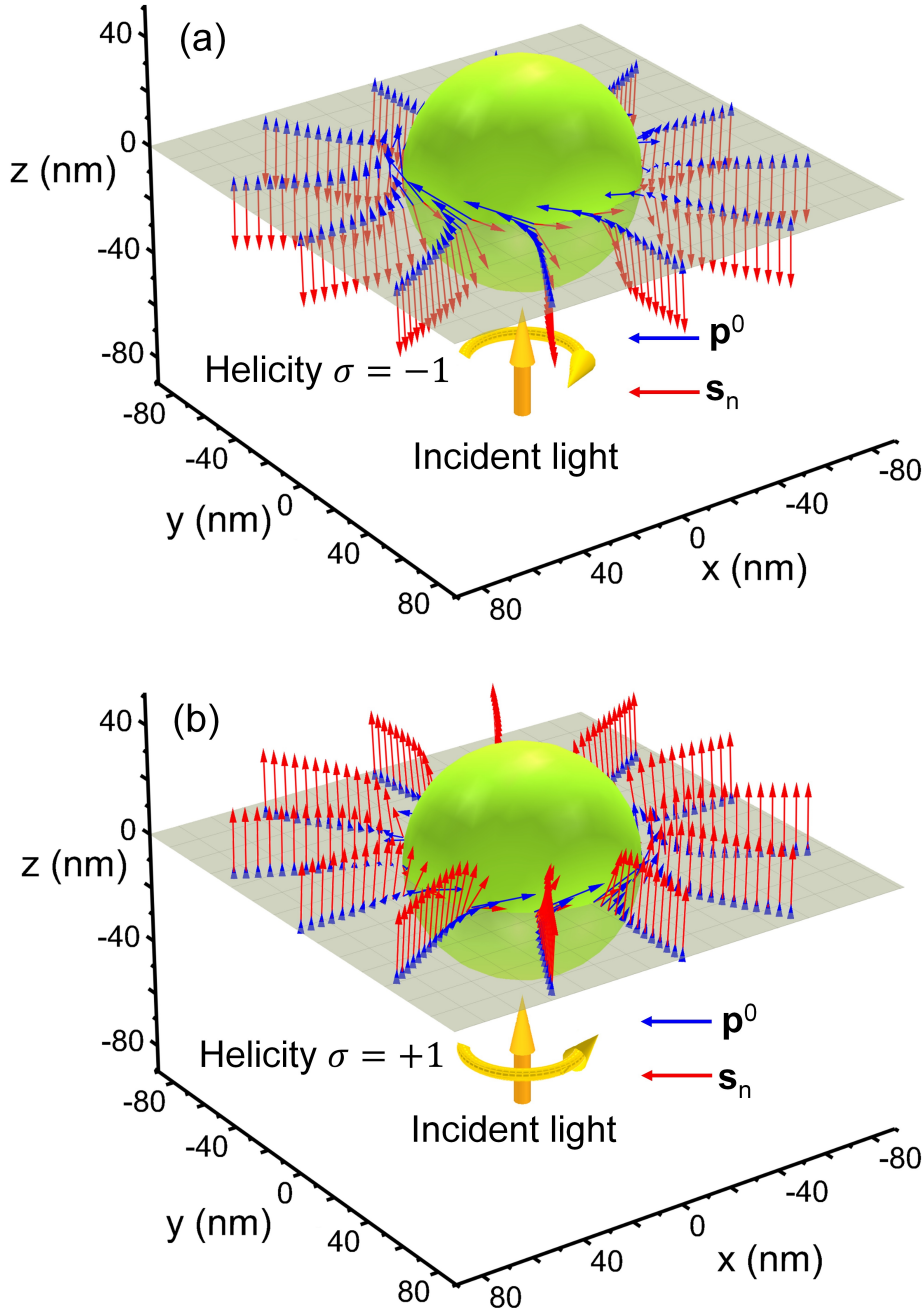 (a)
40
0
z (nm)
-40
-80
p⁰
Helicity σ = −1
sₙ
Incident light
-80
-40
y (nm)
0
40
80
-80
-40
0
x (nm)
40
80
(b)
40
0
z (nm)
-40
-80
p⁰
Helicity σ = +1
sₙ
Incident light
-80
-40
y (nm)
0
40
80
-80
-40
0
x (nm)
40
80